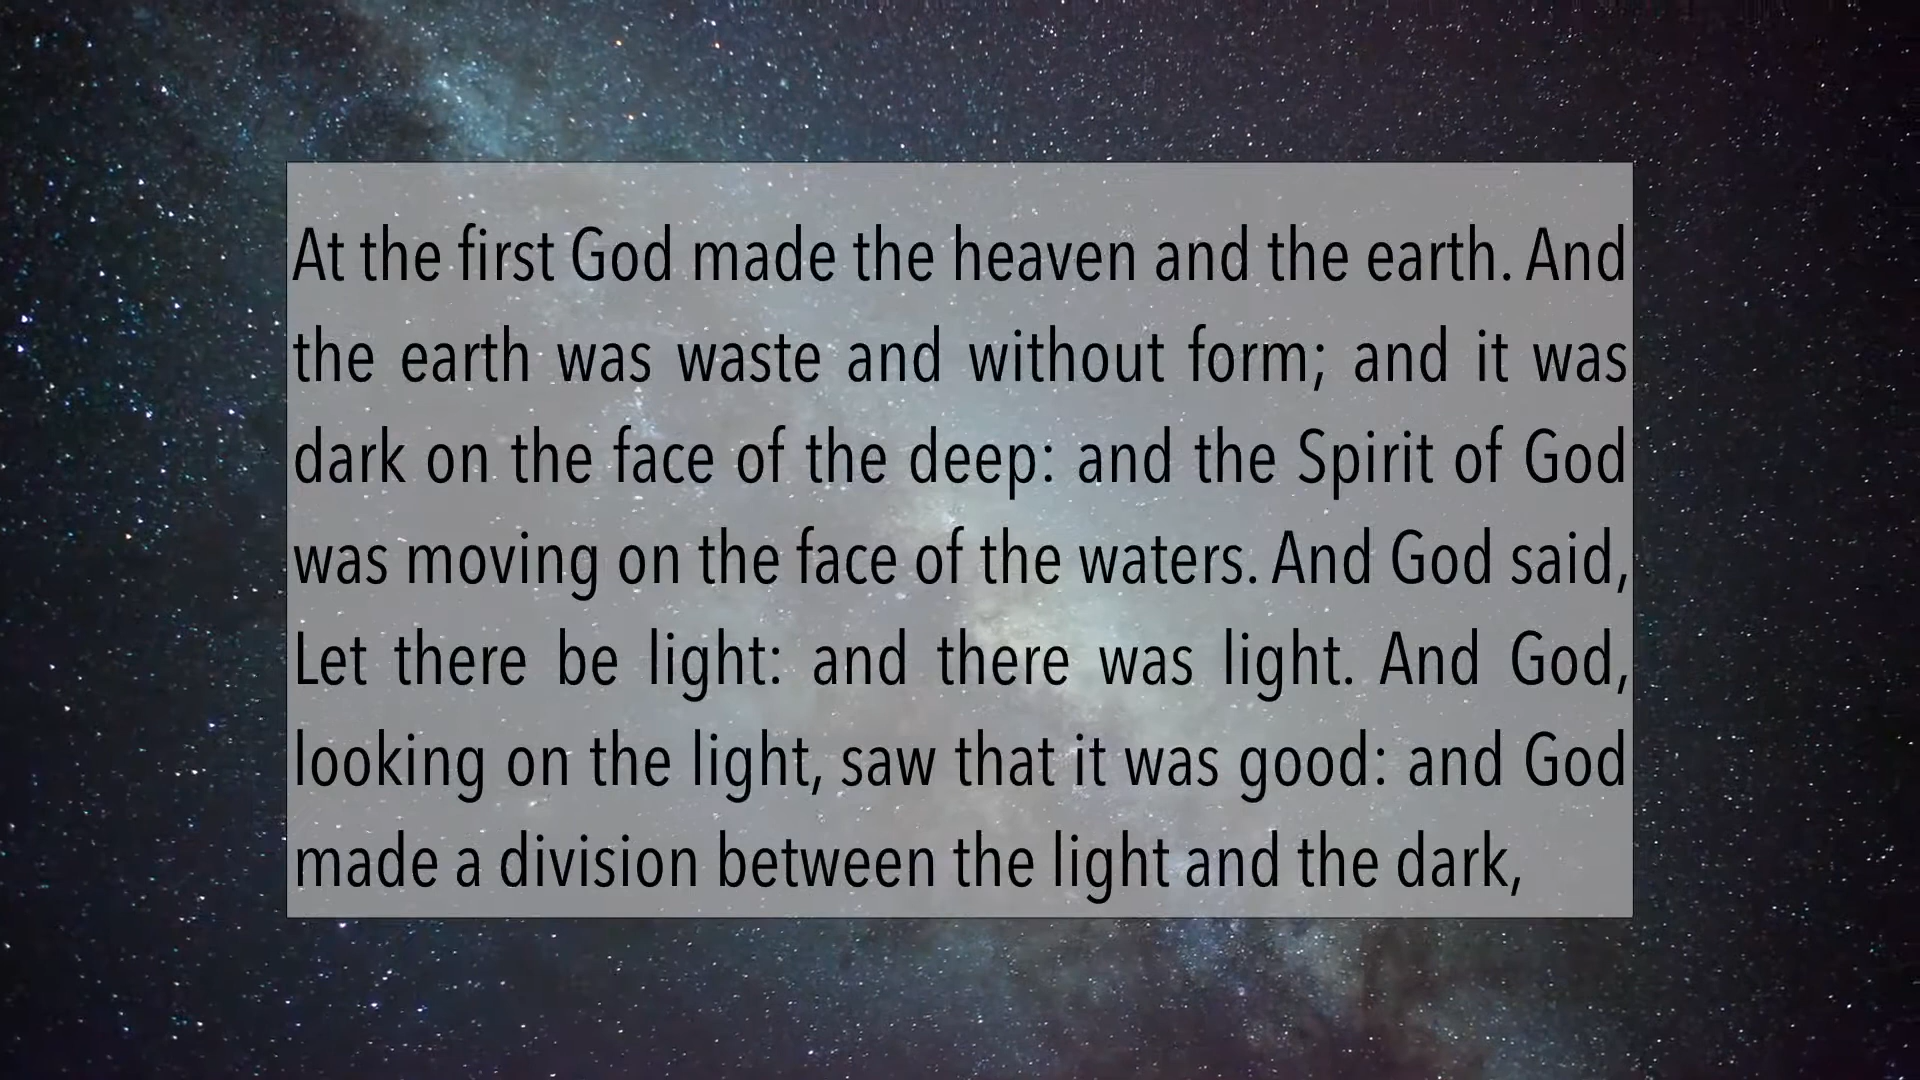 At the first God made the heaven and the earth. And
the earth was waste and without form; and it was
dark on the face of the deep: and the Spirit of God
was moving on the face of the waters. And God said,
Let there be light: and there was light. And God,
looking on the light, saw that it was good: and God
made a division between the light and the dark,